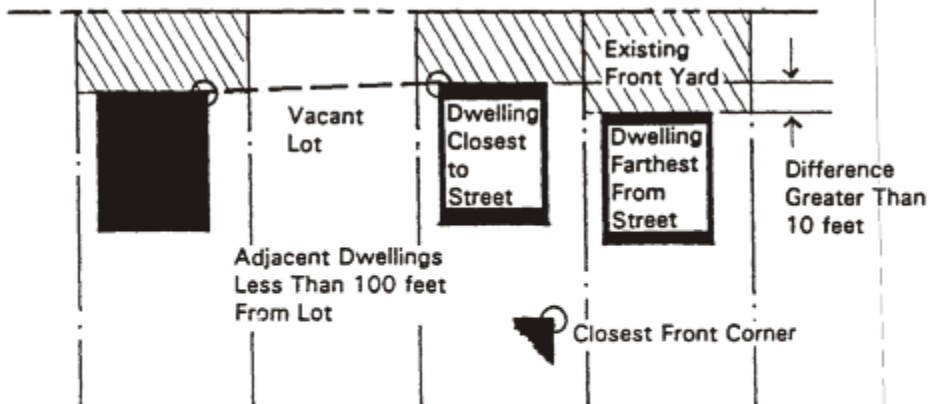 Existing
Front Yard
Vacant
Lot
Dwelling
Closest
to
Street
Dwelling
Farthest
From
Street
Difference
Greater Than
10 feet
Adjacent Dwellings
Less Than 100 feet
From Lot
Closest Front Corner